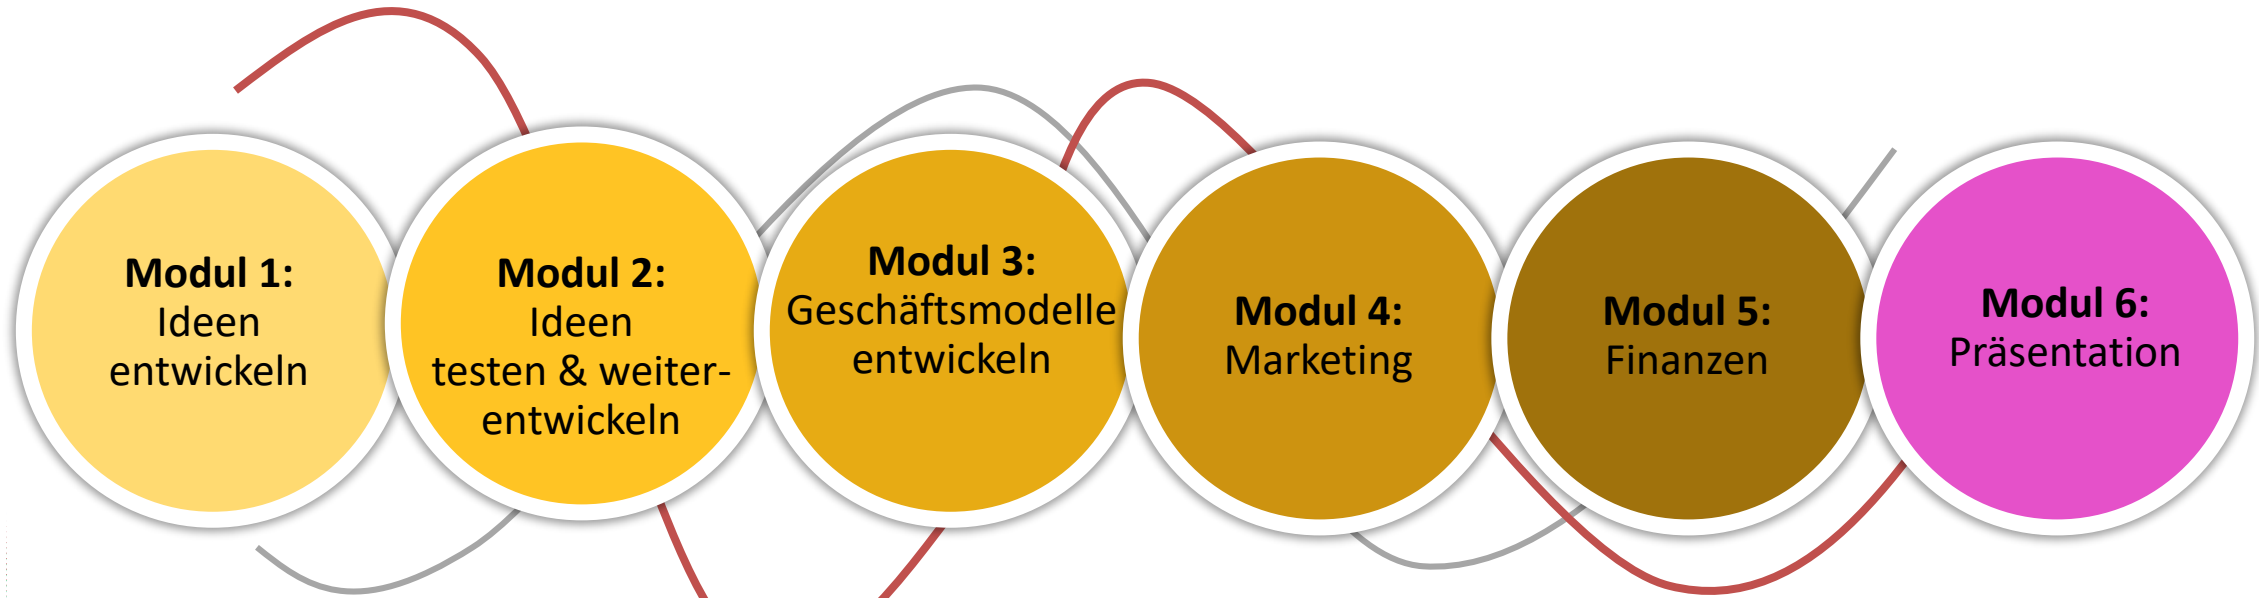 Modul 1:
Ideen
entwickeln
Modul 2:
Ideen
testen & weiter-
entwickeln
Modul 3:
Geschäftsmodelle
entwickeln
Modul 4:
Marketing
Modul 5:
Finanzen
Modul 6:
Präsentation